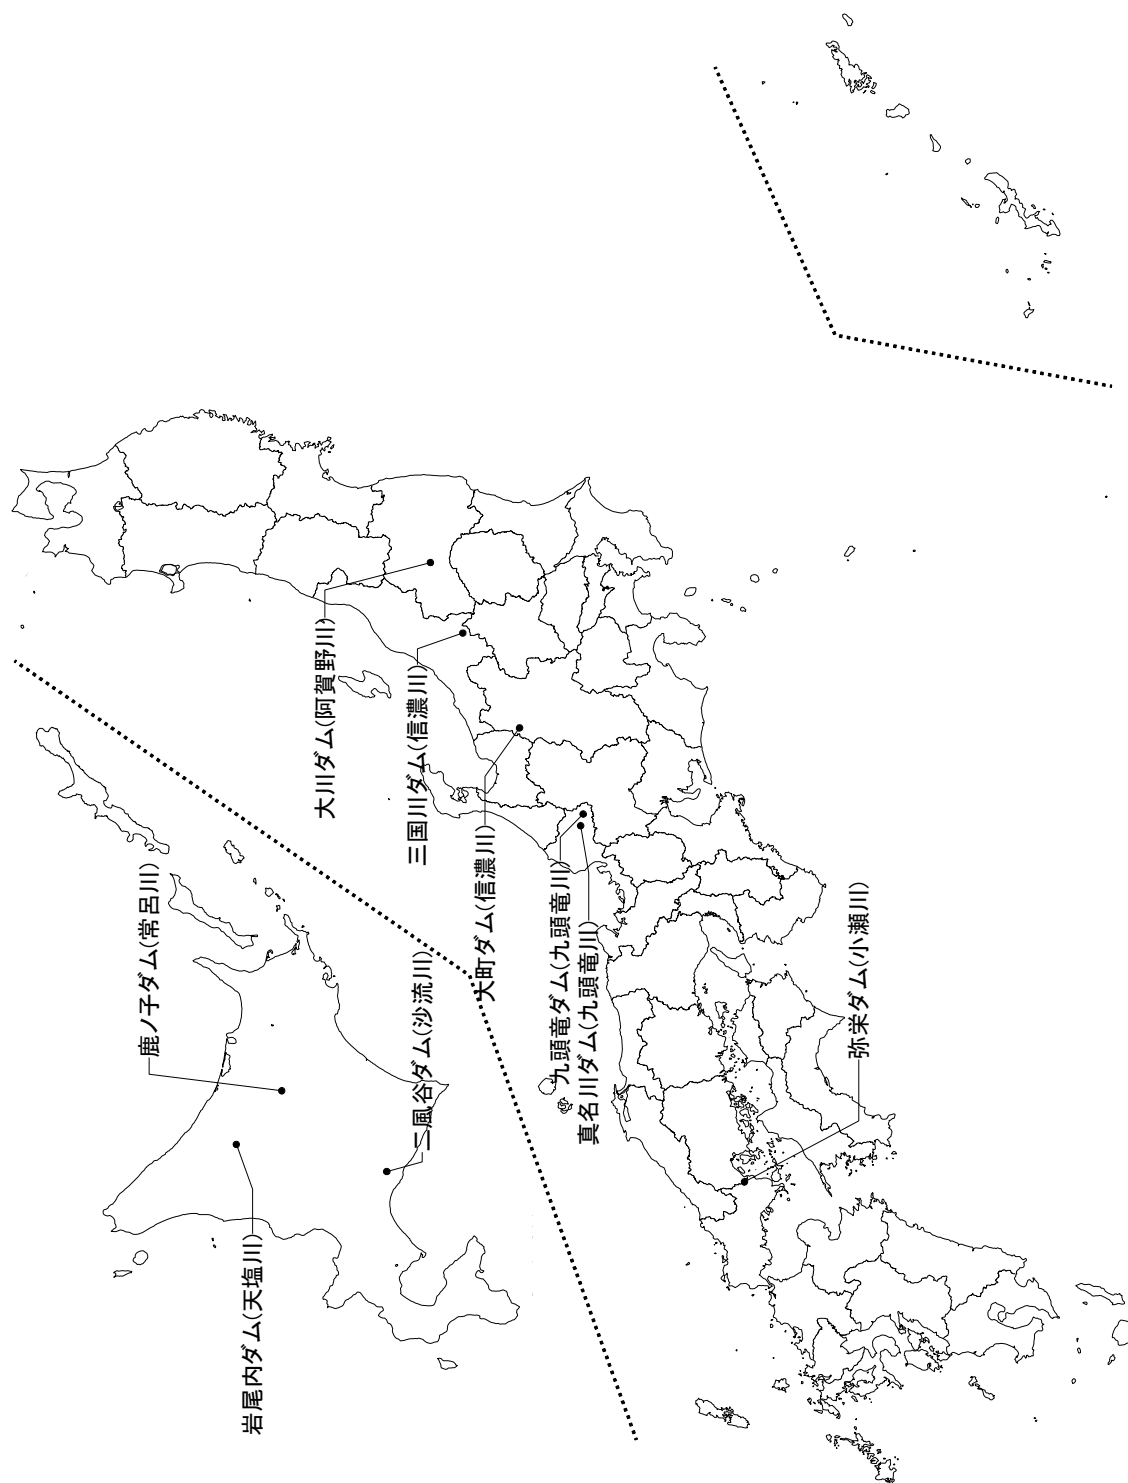 鹿ノ子ダム(常呂川)
岩尾内ダム(天塩川)
二風谷ダム(沙流川)
大川ダム(阿賀野川)
三国川ダム(信濃川)
大町ダム(信濃川)
九頭竜ダム(九頭竜川)
真名川ダム(九頭竜川)
弥栄ダム(小瀬川)